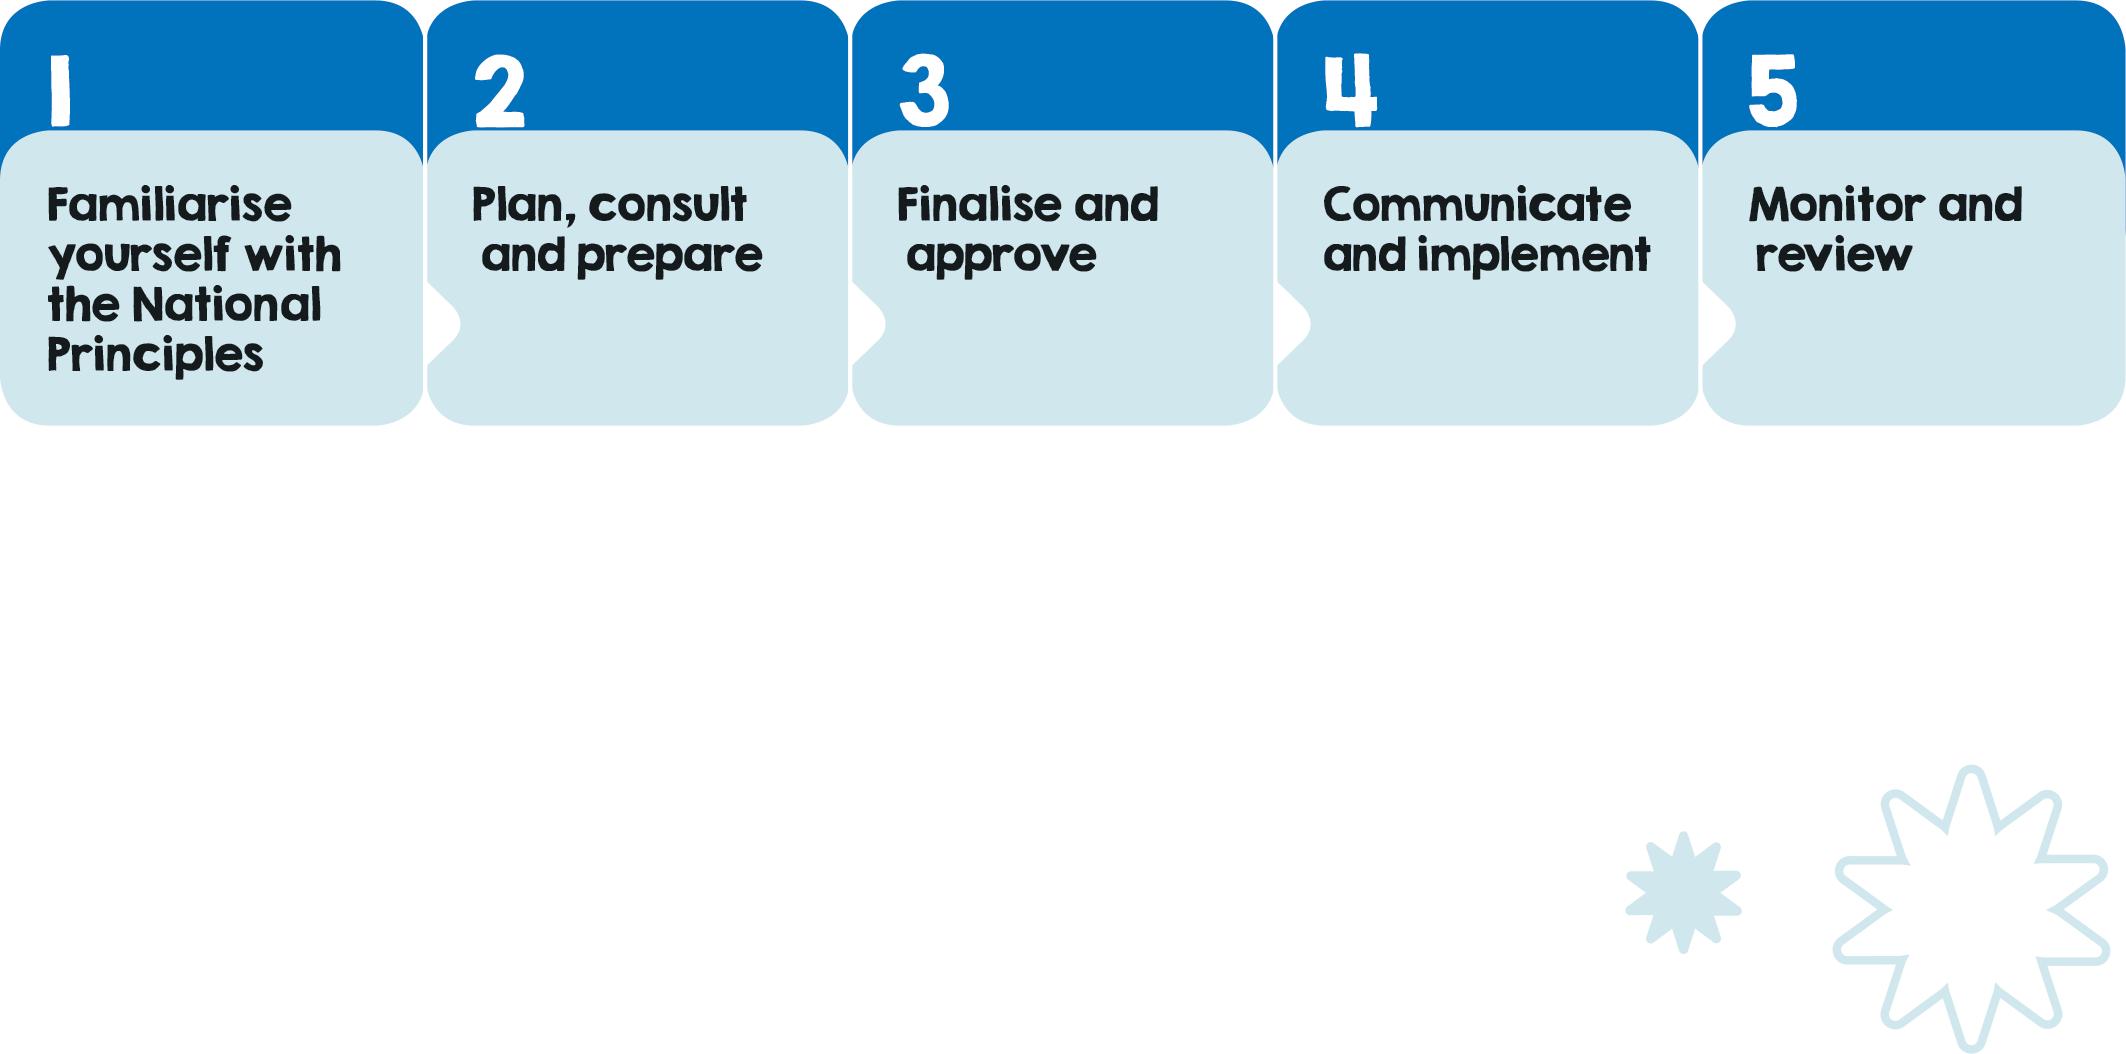 1
Familiarise
yourself with
the National
Principles
2
Plan, consult
and prepare
3
Finalise and
approve
4
Communicate
and implement
5
Monitor and
review